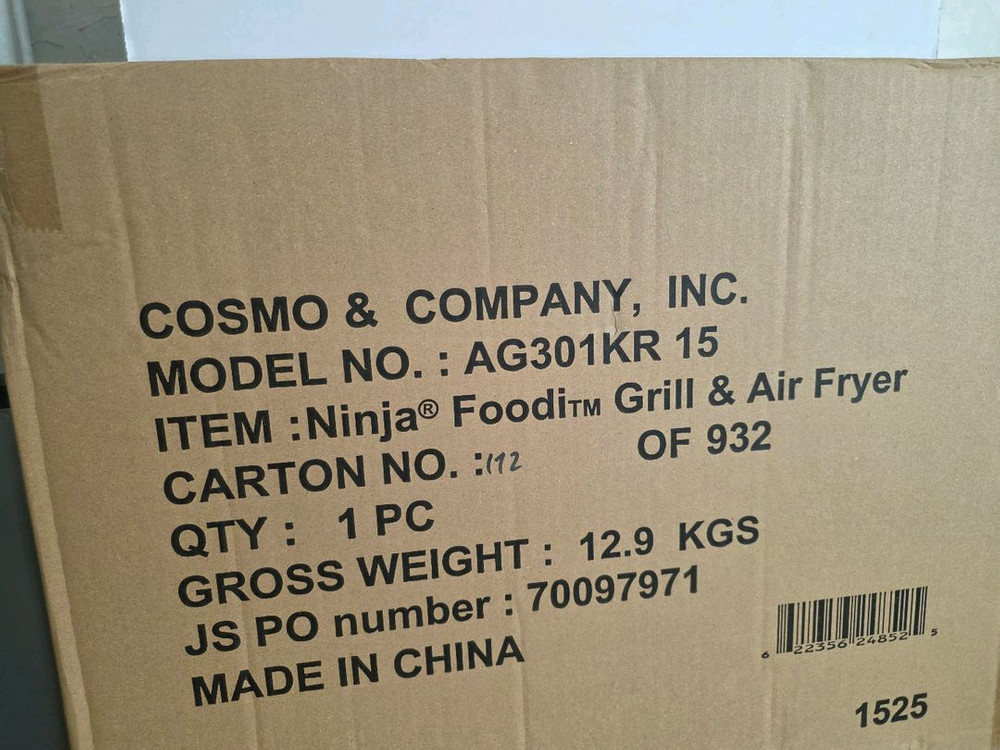 COSMO & COMPANY, INC.
MODEL NO. : AG301KR 15
ITEM :Ninja® Foodi™ Grill & Air Fryer
CARTON NO. :112 OF 932
QTY : 1 PC
GROSS WEIGHT : 12.9 KGS
JS PO number : 70097971
MADE IN CHINA
6 22356 24852 5
1525